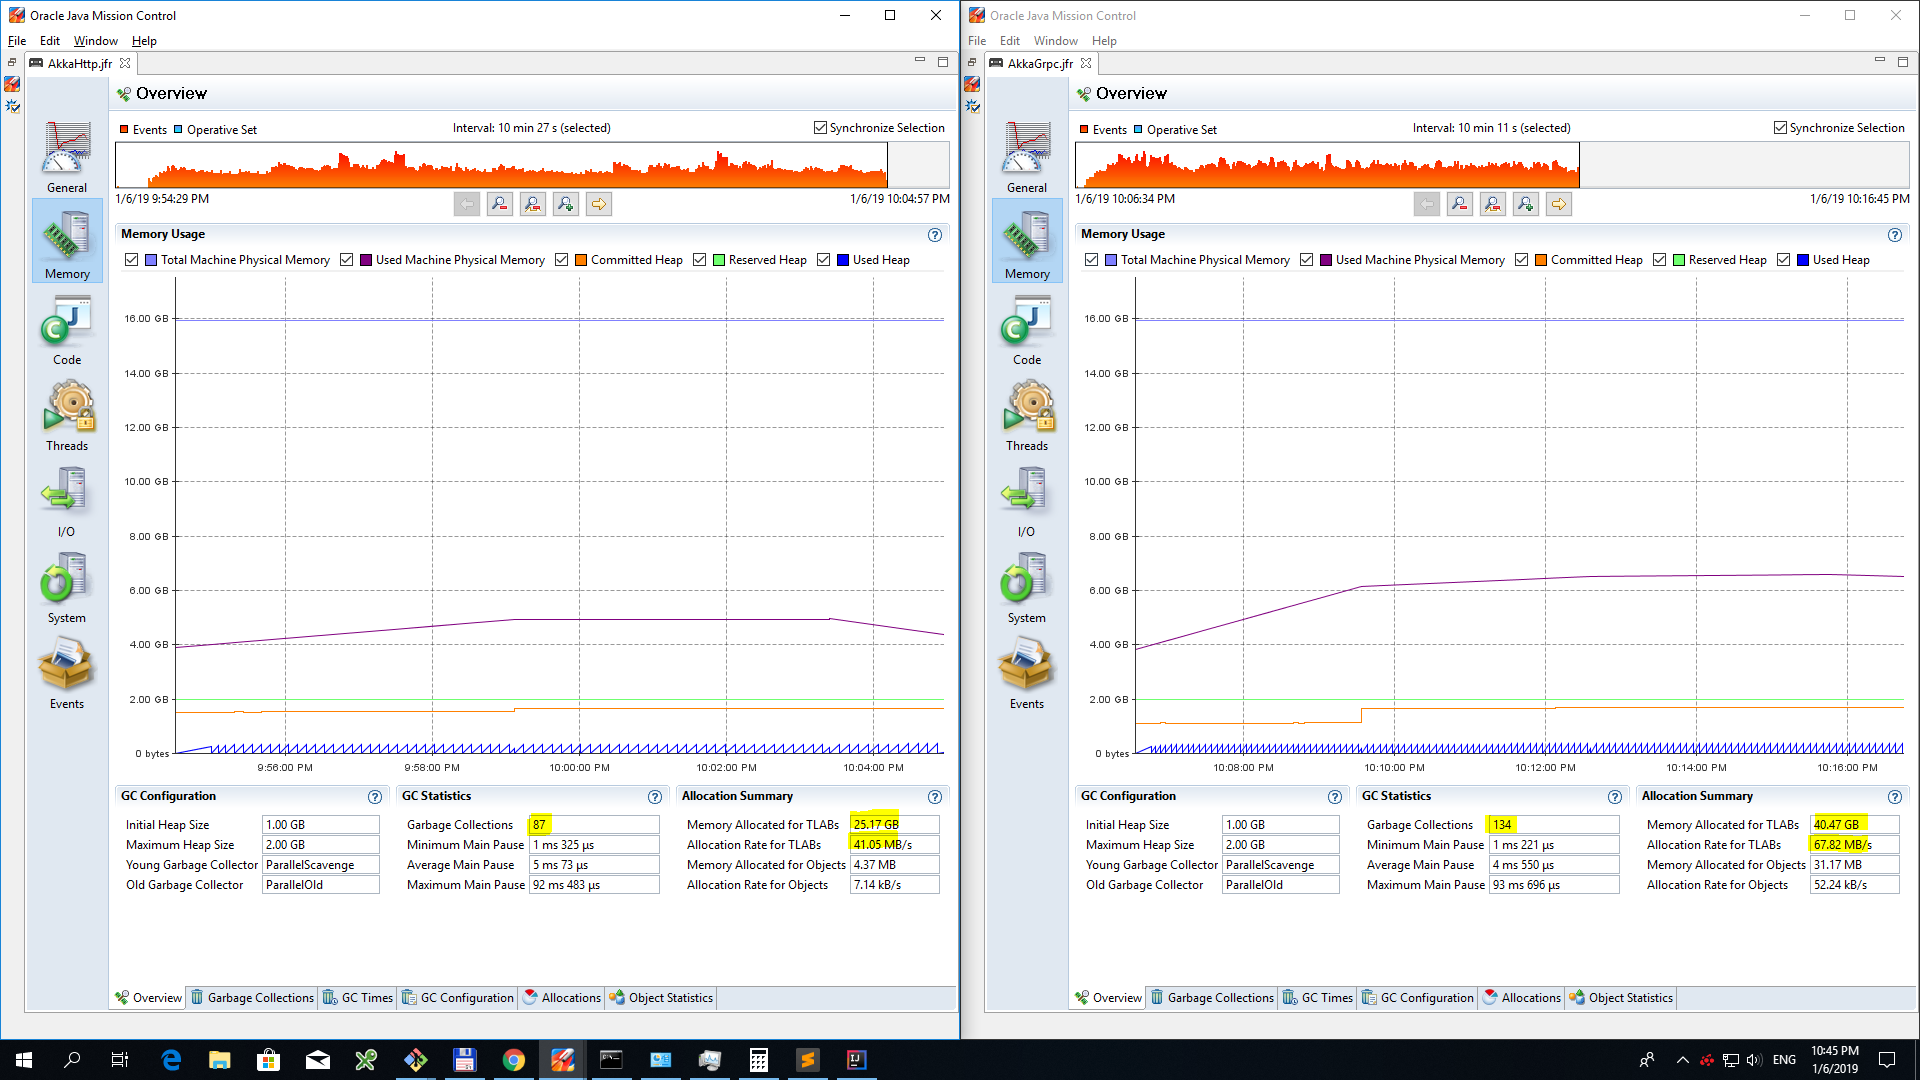 Oracle Java Mission Control
File Edit Window Help
AkkaHttp.jfr
Overview
Events Operative Set Interval: 10 min 27 s (selected) Synchronize Selection
1/6/19 9:54:29 PM 1/6/19 10:04:57 PM
General
Memory
Code
Threads
I/O
System
Events
Memory Usage
Total Machine Physical Memory Used Machine Physical Memory Committed Heap Reserved Heap Used Heap
16.00 GB
14.00 GB
12.00 GB
10.00 GB
8.00 GB
6.00 GB
4.00 GB
2.00 GB
0 bytes
9:56:00 PM 9:58:00 PM 10:00:00 PM 10:02:00 PM 10:04:00 PM
GC Configuration
Initial Heap Size 1.00 GB
Maximum Heap Size 2.00 GB
Young Garbage Collector ParallelScavenge
Old Garbage Collector ParallelOld
GC Statistics
Garbage Collections 87
Minimum Main Pause 1 ms 325 µs
Average Main Pause 5 ms 73 µs
Maximum Main Pause 92 ms 483 µs
Allocation Summary
Memory Allocated for TLABs 25.17 GB
Allocation Rate for TLABs 41.05 MB/s
Memory Allocated for Objects 4.37 MB
Allocation Rate for Objects 7.14 kB/s
Overview Garbage Collections GC Times GC Configuration Allocations Object Statistics
Oracle Java Mission Control
File Edit Window Help
AkkaGrpc.jfr
Overview
Events Operative Set Interval: 10 min 11 s (selected) Synchronize Selection
1/6/19 10:06:34 PM 1/6/19 10:16:45 PM
General
Memory
Code
Threads
I/O
System
Events
Memory Usage
Total Machine Physical Memory Used Machine Physical Memory Committed Heap Reserved Heap Used Heap
16.00 GB
14.00 GB
12.00 GB
10.00 GB
8.00 GB
6.00 GB
4.00 GB
2.00 GB
0 bytes
10:08:00 PM 10:10:00 PM 10:12:00 PM 10:14:00 PM 10:16:00 PM
GC Configuration
Initial Heap Size 1.00 GB
Maximum Heap Size 2.00 GB
Young Garbage Collector ParallelScavenge
Old Garbage Collector ParallelOld
GC Statistics
Garbage Collections 134
Minimum Main Pause 1 ms 221 µs
Average Main Pause 4 ms 550 µs
Maximum Main Pause 93 ms 696 µs
Allocation Summary
Memory Allocated for TLABs 40.47 GB
Allocation Rate for TLABs 67.82 MB/s
Memory Allocated for Objects 31.17 MB
Allocation Rate for Objects 52.24 kB/s
Overview Garbage Collections GC Times GC Configuration Allocations Object Statistics
ENG
10:45 PM
1/6/2019